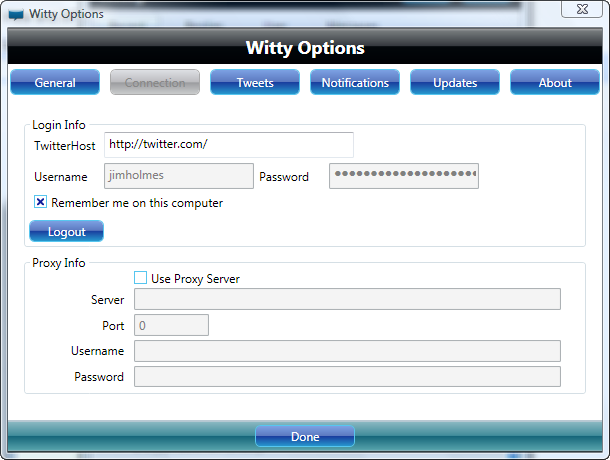 Witty Options
Witty Options
General Connection Tweets Notifications Updates About
Login Info
TwitterHost http://twitter.com/
Username jimholmes Password ●●●●●●●●●●●●●●●●●●●●
Remember me on this computer
Logout
Proxy Info
Use Proxy Server
Server
Port 0
Username
Password
Done